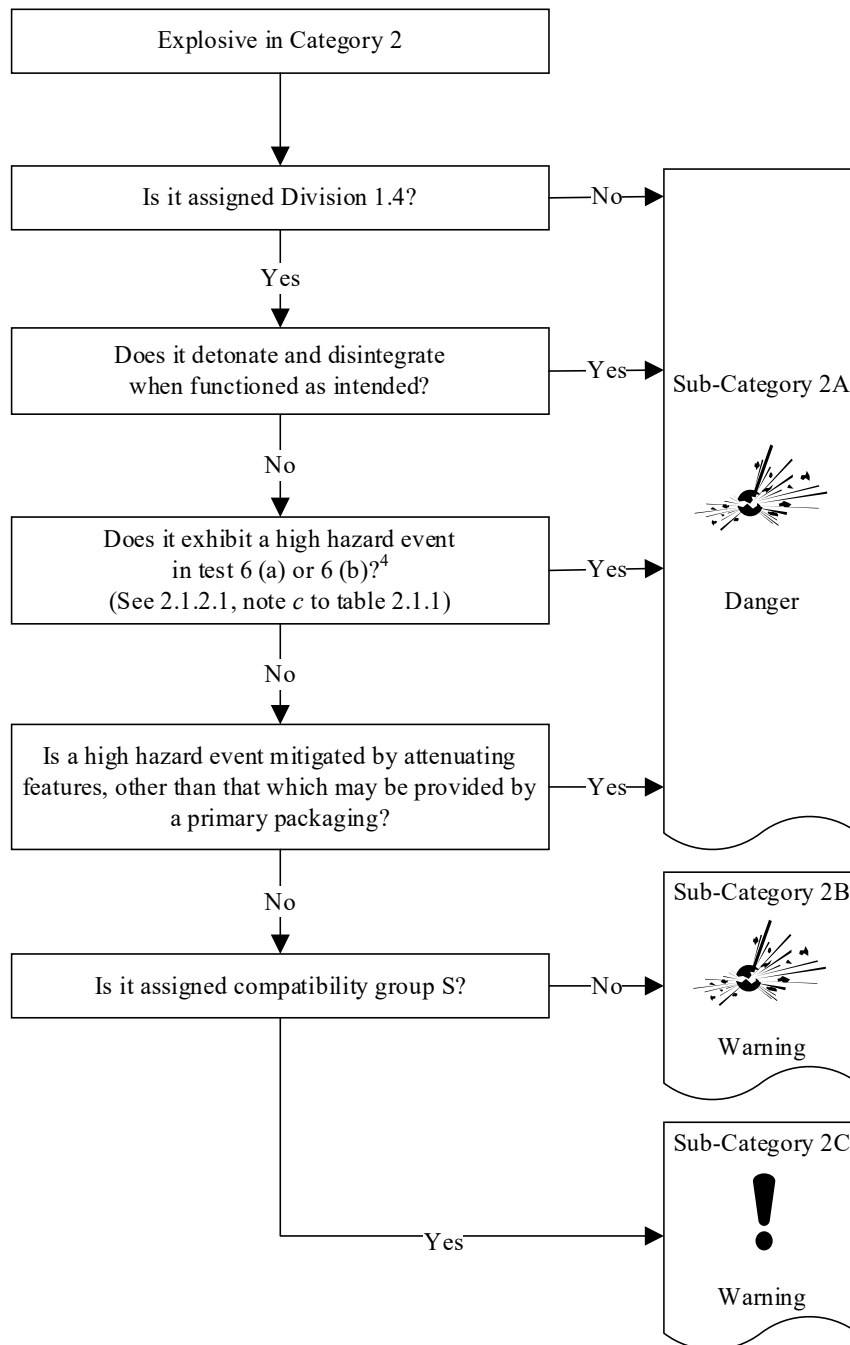 Explosive in Category 2
Is it assigned Division 1.4?
No
Yes
Does it detonate and disintegrate
when functioned as intended?
Yes
Sub-Category 2A
Danger
No
Does it exhibit a high hazard event
in test 6 (a) or 6 (b)?⁴
(See 2.1.2.1, note c to table 2.1.1)
Yes
No
Is a high hazard event mitigated by attenuating
features, other than that which may be provided by
a primary packaging?
Yes
No
Is it assigned compatibility group S?
No
Sub-Category 2B
Warning
Yes
Sub-Category 2C
Warning